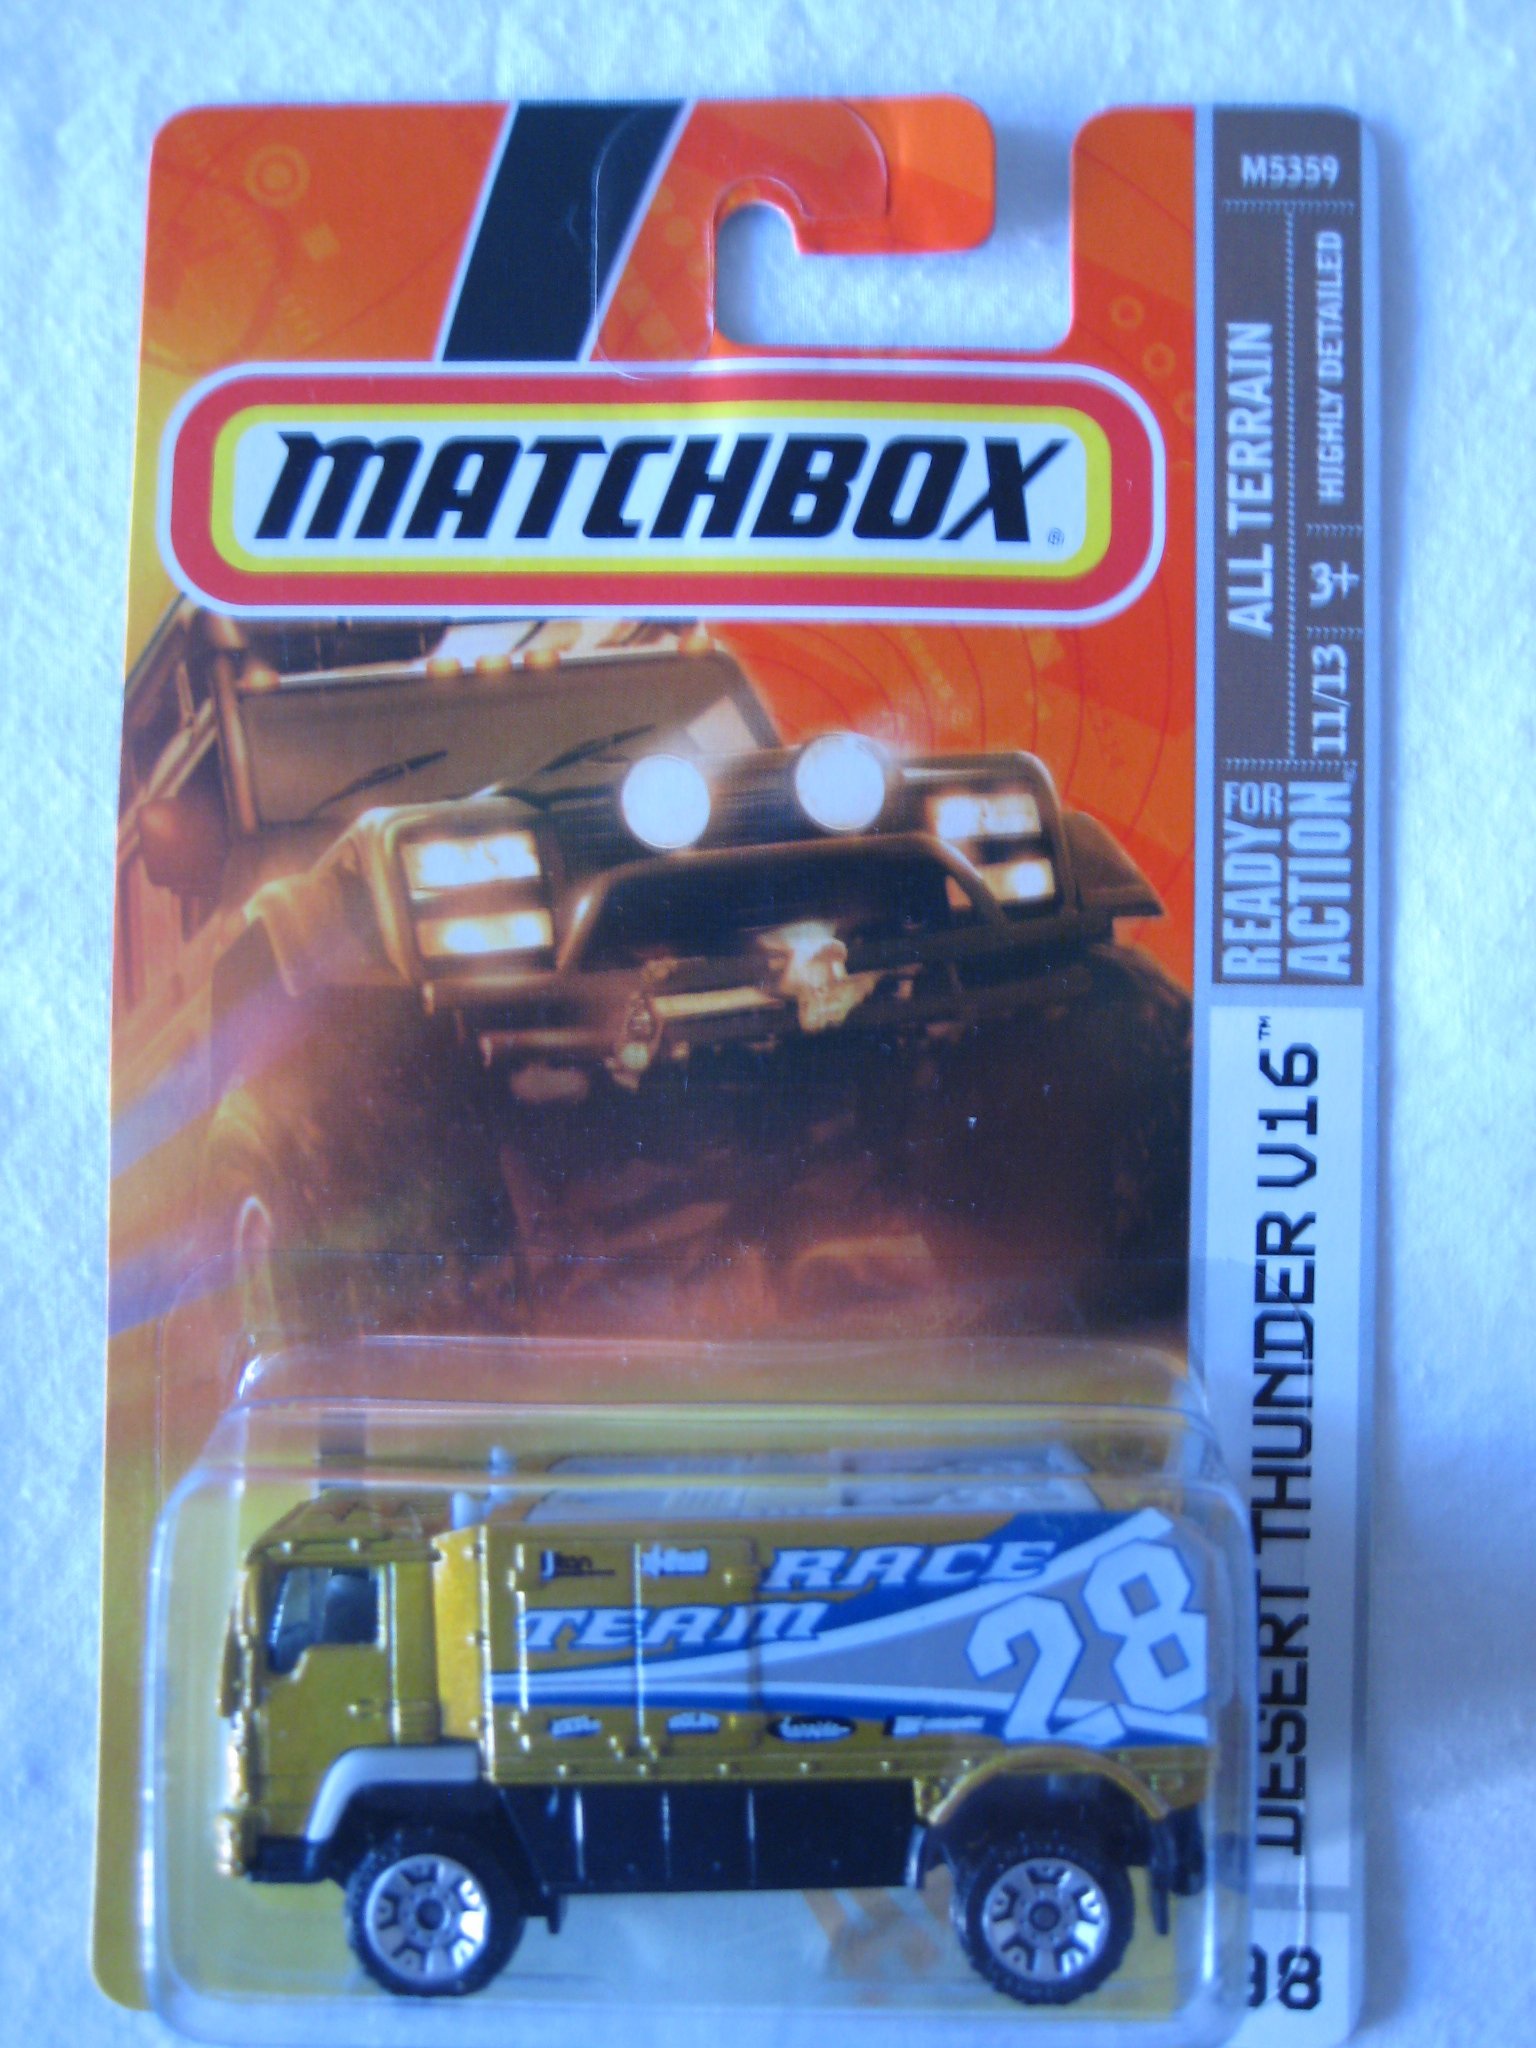 MATCHBOX®
M5359
ALL TERRAIN
HIGHLY DETAILED
3+
11/13
READY FOR ACTION
DESERT THUNDER V16™
98
RACE
TEAM
28